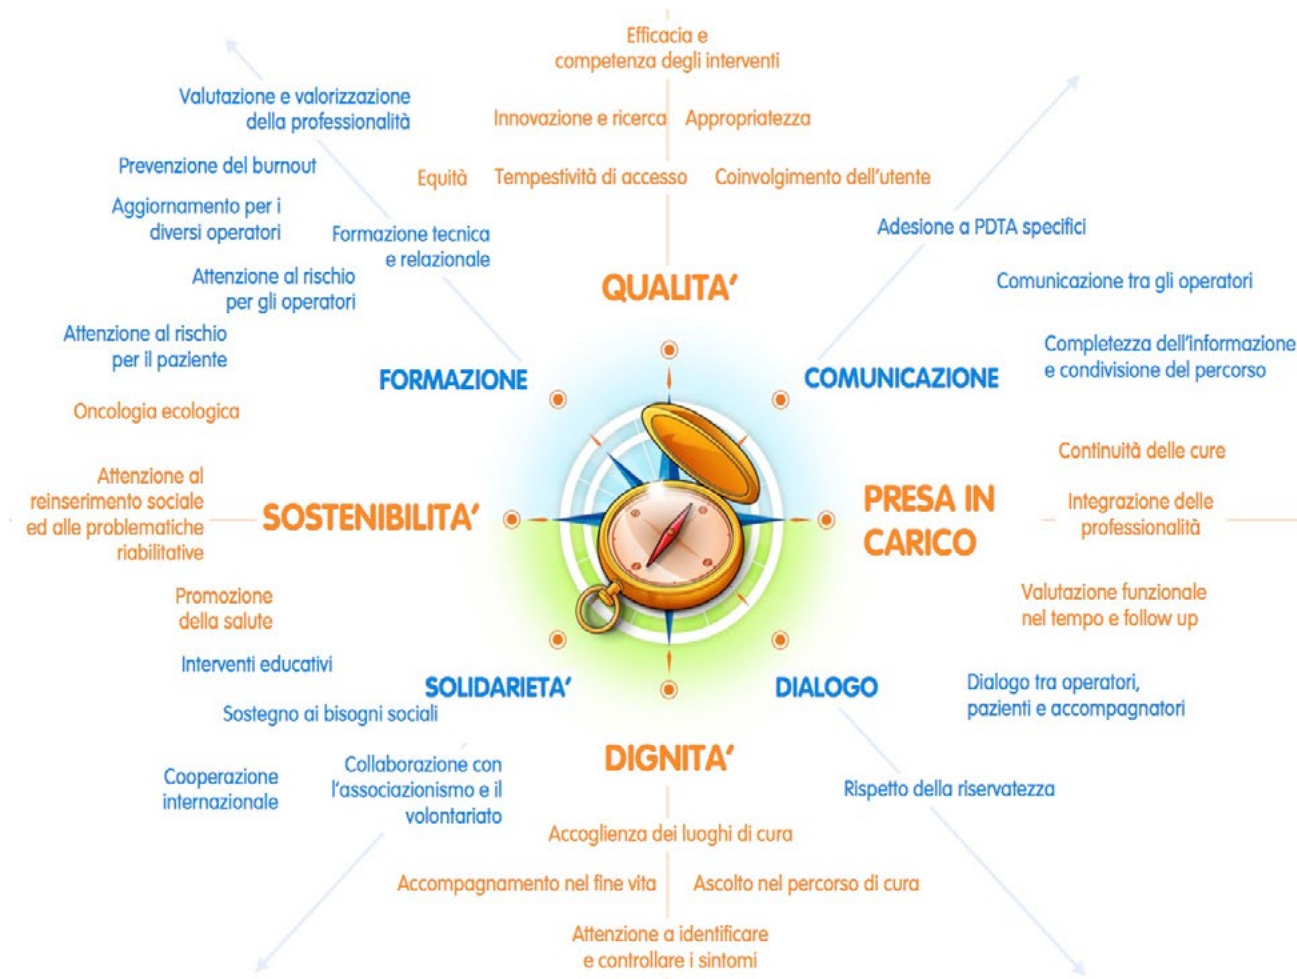 Efficacia e
competenza degli interventi
Innovazione e ricerca
Appropriatezza
Equità
Tempestività di accesso
Coinvolgimento dell'utente
QUALITA'
Adesione a PDTA specifici
Comunicazione tra gli operatori
Completezza dell'informazione
e condivisione del percorso
COMUNICAZIONE
Continuità delle cure
Integrazione delle
professionalità
Valutazione funzionale
nel tempo e follow up
PRESA IN
CARICO
Dialogo tra operatori,
pazienti e accompagnatori
Rispetto della riservatezza
DIALOGO
DIGNITA'
Accoglienza dei luoghi di cura
Accompagnamento nel fine vita
Ascolto nel percorso di cura
Attenzione a identificare
e controllare i sintomi
SOLIDARIETA'
Interventi educativi
Sostegno ai bisogni sociali
Cooperazione
internazionale
Collaborazione con
l'associazionismo e il
volontariato
SOSTENIBILITA'
Oncologia ecologica
Attenzione al
reinserimento sociale
ed alle problematiche
riabilitative
Promozione
della salute
FORMAZIONE
Valutazione e valorizzazione
della professionalità
Prevenzione del burnout
Aggiornamento per i
diversi operatori
Formazione tecnica
e relazionale
Attenzione al rischio
per gli operatori
Attenzione al rischio
per il paziente